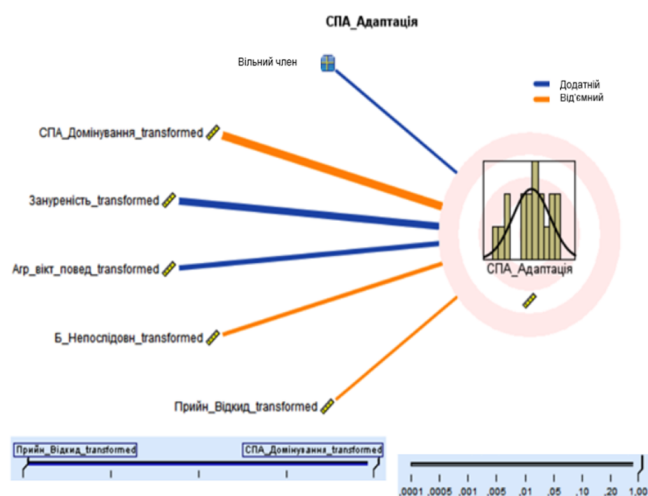 СПА_Адаптація
Вільний член
Додатній
Від'ємний
СПА_Домінування_transformed
Зануреність_transformed
Агр_вікт_повед_transformed
СПА_Адаптація
Б_Непослідовн_transformed
Прийн_Відкид_transformed
Прийн_Відкид_transformed СПА_Домінування_transformed
.0001 .0005 .001 .005 .01 .05 .10 .20 1.00